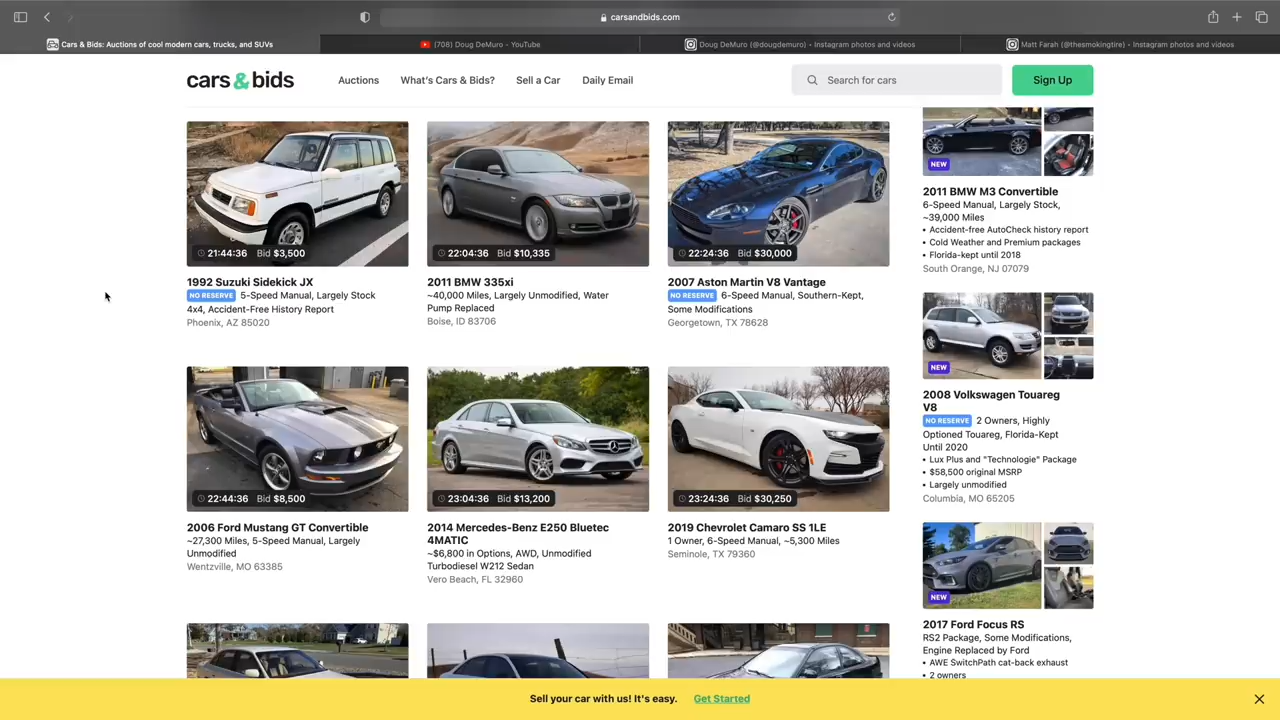 carsandbids.com
Cars & Bids: Auctions of cool modern cars, trucks, and SUVs
(708) Doug DeMuro - YouTube
Doug DeMuro (@dougdemuro) • Instagram photos and videos
Matt Farah (@thesmokingtire) • Instagram photos and videos
cars & bids
Auctions
What's Cars & Bids?
Sell a Car
Daily Email
Search for cars
Sign Up
21:44:36 Bid $3,500
1992 Suzuki Sidekick JX
NO RESERVE 5-Speed Manual, Largely Stock
4x4, Accident-Free History Report
Phoenix, AZ 85020
22:04:36 Bid $10,335
2011 BMW 335xi
~40,000 Miles, Largely Unmodified, Water
Pump Replaced
Boise, ID 83706
22:24:36 Bid $30,000
2007 Aston Martin V8 Vantage
NO RESERVE 6-Speed Manual, Southern-Kept,
Some Modifications
Georgetown, TX 78628
22:44:36 Bid $8,500
2006 Ford Mustang GT Convertible
~27,300 Miles, 5-Speed Manual, Largely
Unmodified
Wentzville, MO 63385
23:04:36 Bid $13,200
2014 Mercedes-Benz E250 Bluetec
4MATIC
~$6,800 in Options, AWD, Unmodified
Turbodiesel W212 Sedan
Vero Beach, FL 32960
23:24:36 Bid $30,250
2019 Chevrolet Camaro SS 1LE
1 Owner, 6-Speed Manual, ~5,300 Miles
Seminole, TX 79360
NEW
2011 BMW M3 Convertible
6-Speed Manual, Largely Stock,
~39,000 Miles
• Accident-free AutoCheck history report
• Cold Weather and Premium packages
• Florida-kept until 2018
South Orange, NJ 07079
NEW
2008 Volkswagen Touareg
V8
NO RESERVE 2 Owners, Highly
Optioned Touareg, Florida-Kept
Until 2020
• Lux Plus and "Technologie" Package
• $58,500 original MSRP
• Largely unmodified
Columbia, MO 65205
NEW
2017 Ford Focus RS
RS2 Package, Some Modifications,
Engine Replaced by Ford
• AWE SwitchPath cat-back exhaust
• 2 owners
Sell your car with us! It's easy. Get Started